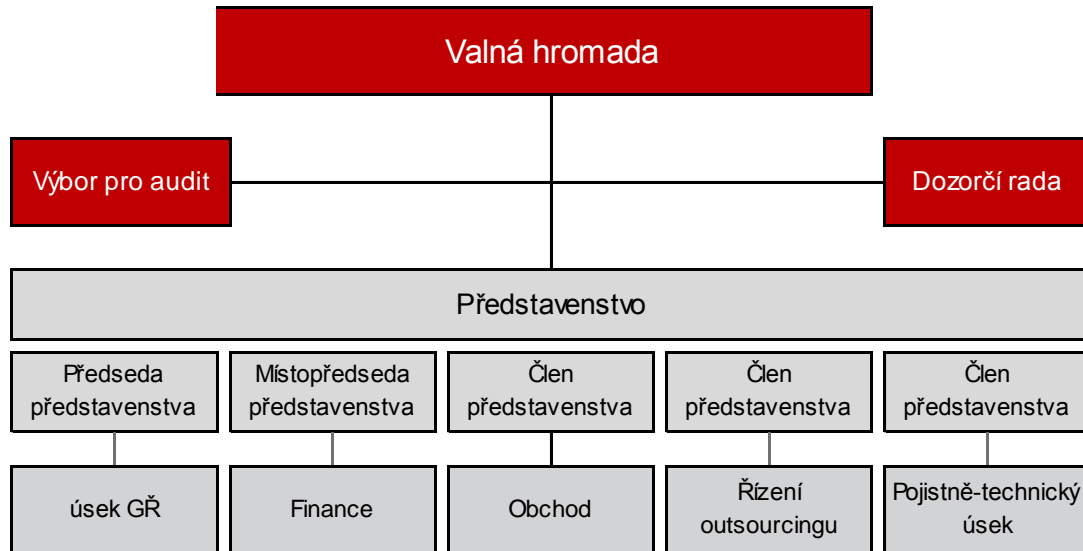 Valná hromada
Výbor pro audit
Dozorčí rada
Představenstvo
Předseda
představenstva
Místopředseda
představenstva
Člen
představenstva
Člen
představenstva
Člen
představenstva
úsek GŘ
Finance
Obchod
Řízení
outsourcingu
Pojistně-technický
úsek